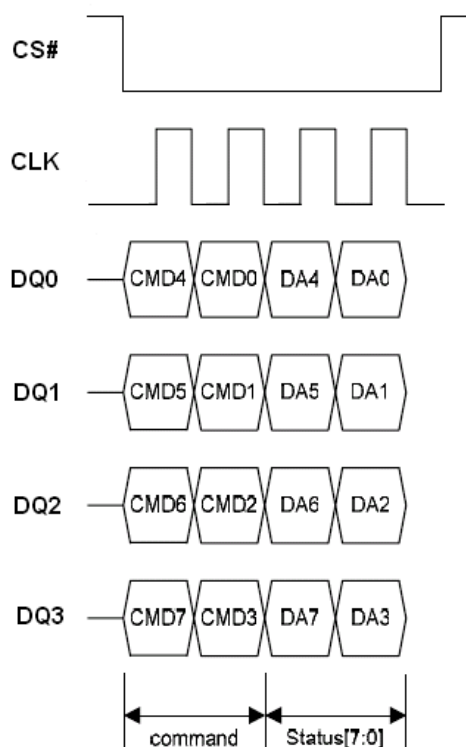 CS#
CLK
DQ0 CMD4 CMD0 DA4 DA0
DQ1 CMD5 CMD1 DA5 DA1
DQ2 CMD6 CMD2 DA6 DA2
DQ3 CMD7 CMD3 DA7 DA3
command Status[7:0]